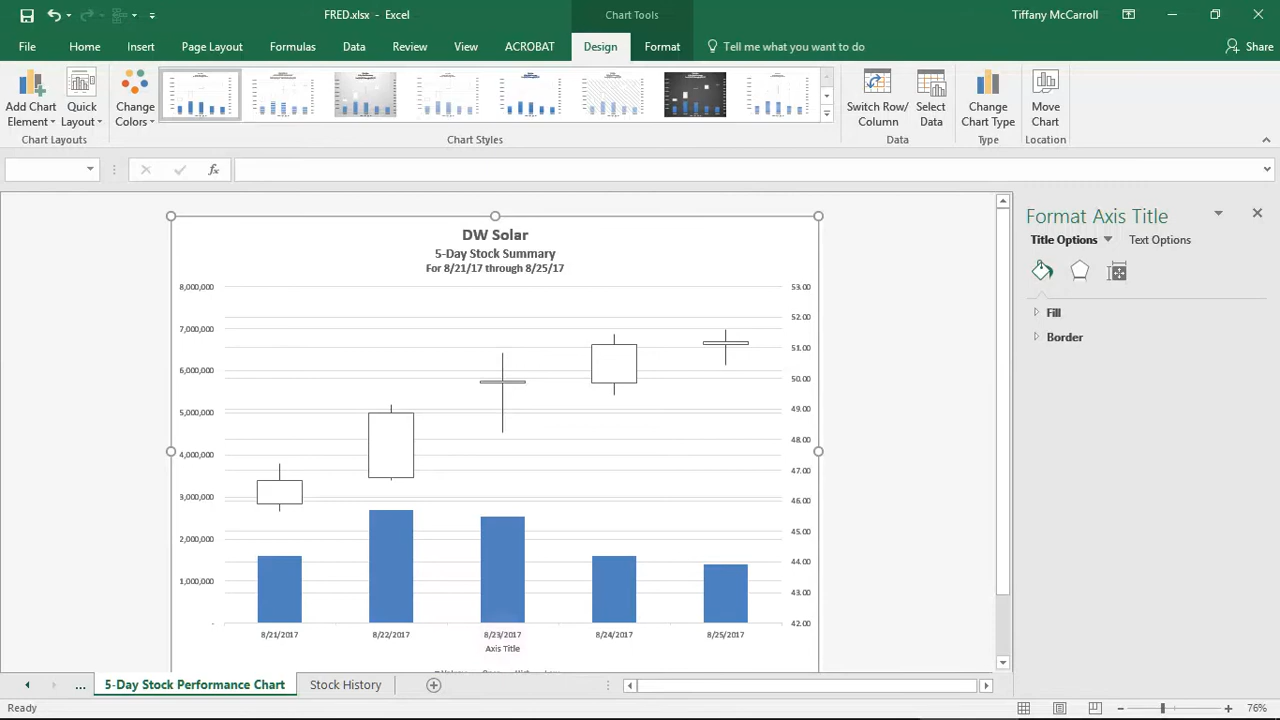 FRED.xlsx - Excel
Chart Tools
Tiffany McCarroll
File
Home
Insert
Page Layout
Formulas
Data
Review
View
ACROBAT
Design
Format
Tell me what you want to do
Share
Add Chart
Element
Quick
Layout
Change
Colors
Switch Row/
Column
Select
Data
Change
Chart Type
Move
Chart
Chart Layouts
Chart Styles
Data
Type
Location
fx
DW Solar
5-Day Stock Summary
For 8/21/17 through 8/25/17
8,000,000
7,000,000
6,000,000
5,000,000
4,000,000
3,000,000
2,000,000
1,000,000
-
53.00
52.00
51.00
50.00
49.00
48.00
47.00
46.00
45.00
44.00
43.00
42.00
8/21/2017
8/22/2017
8/23/2017
8/24/2017
8/25/2017
Axis Title
Format Axis Title
Title Options
Text Options
Fill
Border
...
5-Day Stock Performance Chart
Stock History
Ready
76%